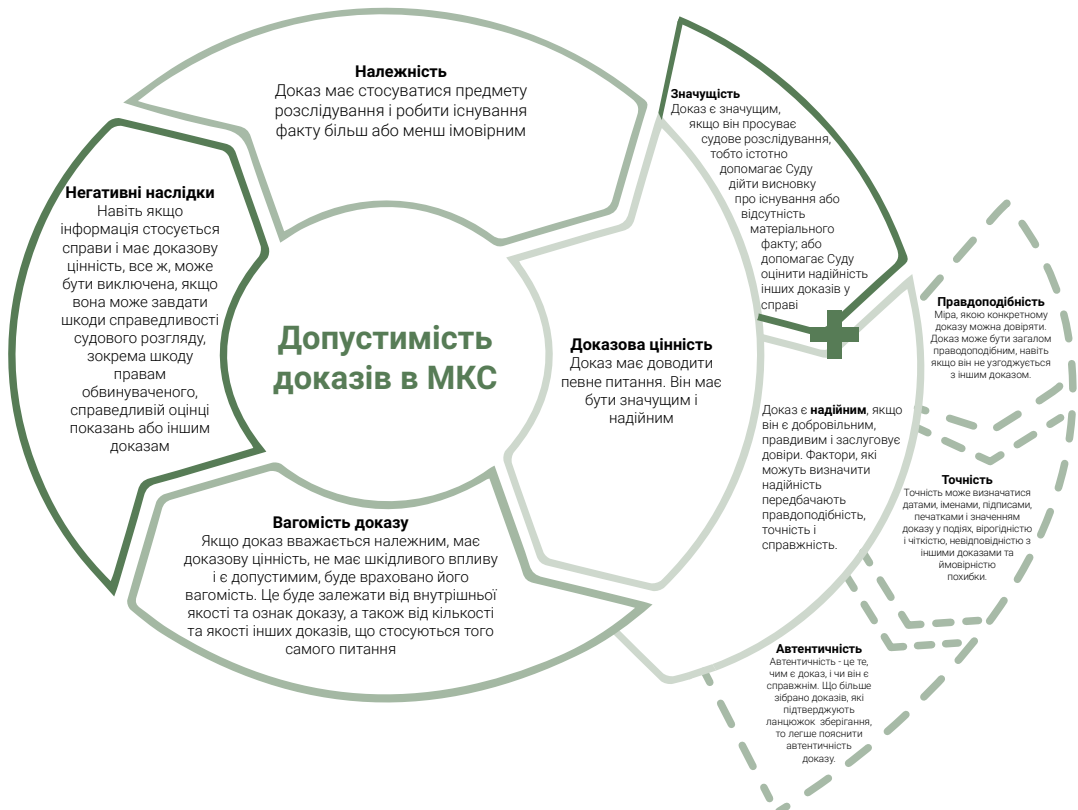 Належність
Доказ має стосуватися предмету
розслідування і робити існування
факту більш або менш імовірним
Значущість
Доказ є значущим,
якщо він просуває
судове розслідування,
тобто істотно
допомагає Суду
дійти висновку
про існування або
відсутність
матеріального
факту; або
допомагає Суду
оцінити надійність
інших доказів у
справі
Негативні наслідки
Навіть якщо
інформація стосується
справи і має доказову
цінність, все ж, може
бути виключена, якщо
вона може завдати
шкоди справедливості
судового розгляду,
зокрема шкоду
правам
обвинуваченого,
справедливій оцінці
показань або іншим
доказам
Допустимість
доказів в МКС
Доказова цінність
Доказ має доводити
певне питання. Він має
бути значущим і
надійним
Правдоподібність
Міра, якою конкретному
доказу можна довіряти.
Доказ може бути загалом
праводоподібним, навіть
якщо він не узгоджується
з іншим доказом.
Доказ є надійним, якщо
він є добровільним,
правдивим і заслуговує
довіри. Фактори, які
можуть визначити
надійність
передбачають
правдоподібність,
точність і
справжність.
Точність
Точність може визначатися
датами, іменами, підписами,
печатками і значенням
доказу у подіях, вірогідністю
і чіткістю, невідповідністю з
іншими доказами та
ймовірністю
похибки.
Вагомість доказу
Якщо доказ вважається належним, має
доказову цінність, не має шкідливого впливу
і є допустимим, буде враховано його
вагомість. Це буде залежати від внутрішньої
якості та ознак доказу, а також від кількості
та якості інших доказів, що стосуються того
самого питання
Автентичність
Автентичність - це те,
чим є доказ, і чи він є
справжнім. Що більше
зібрано доказів, які
підтверджують
ланцюжок зберігання,
то легше пояснити
автентичність
доказу.